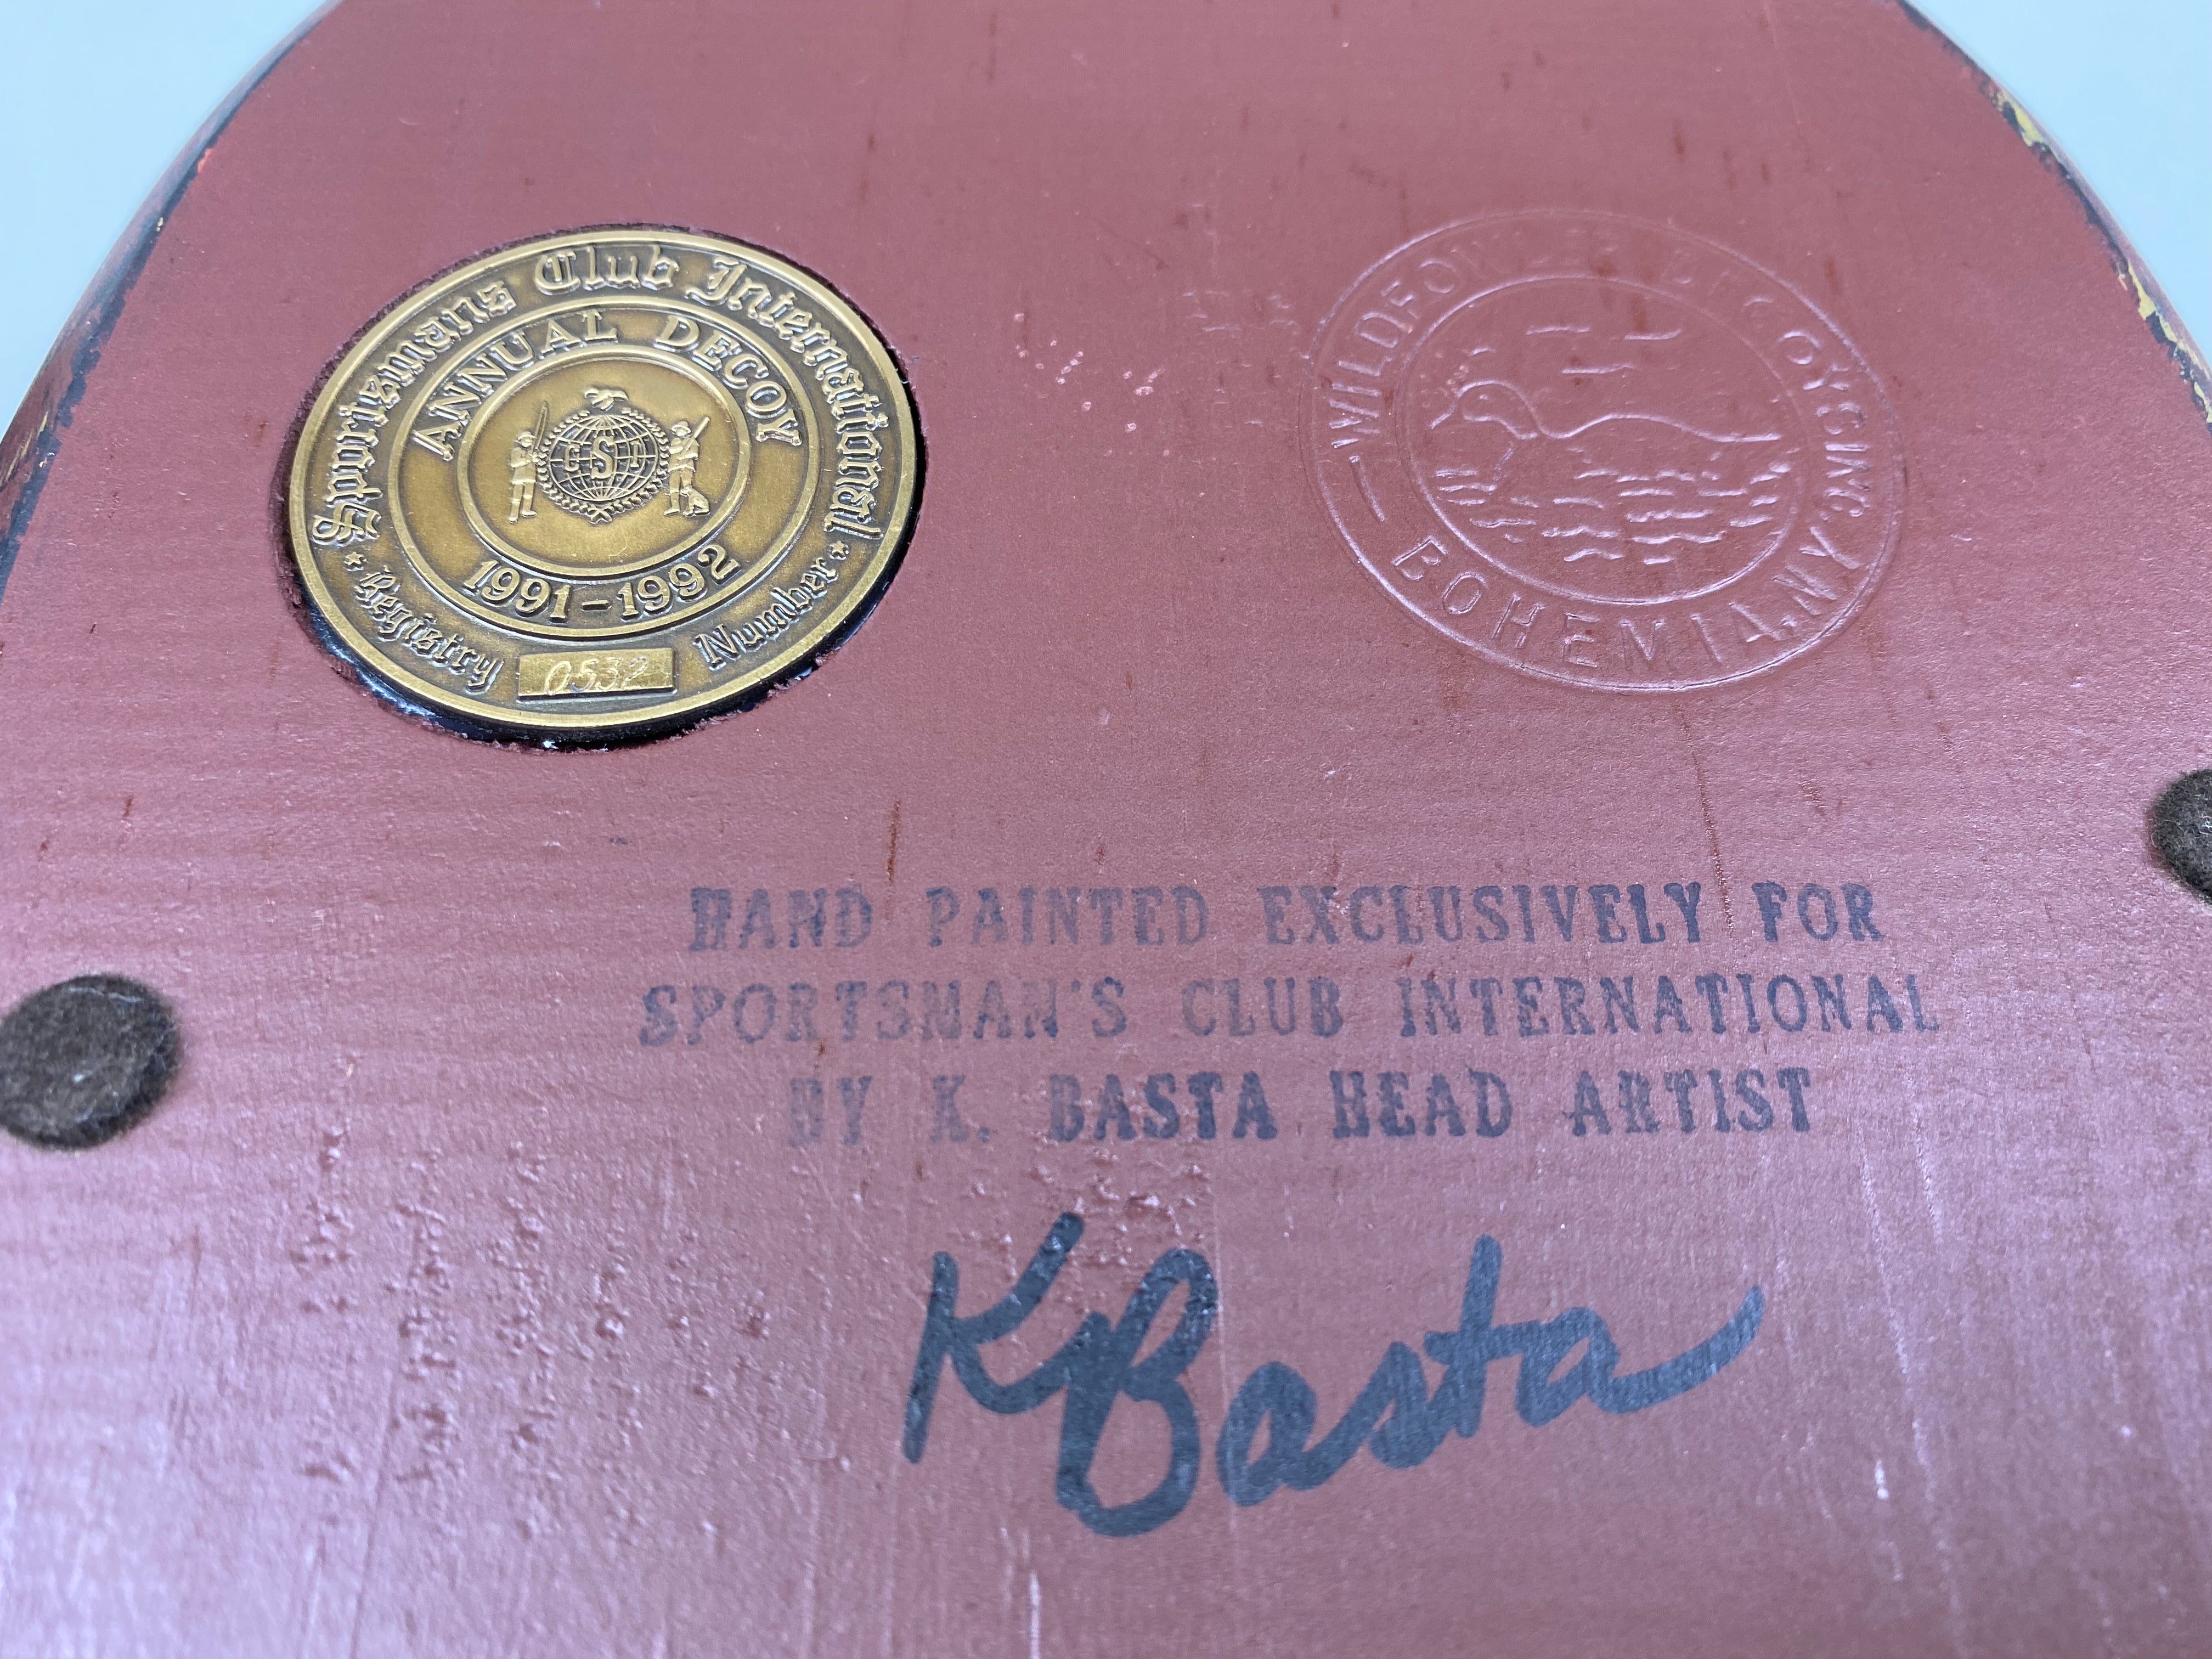 Sportsmans Club International
ANNUAL DECOY
CSI
1991-1992
Registry Number
0532
WILDFOWLER DECOYS INC.
BOHEMIA, N.Y.
HAND PAINTED EXCLUSIVELY FOR
SPORTSMAN'S CLUB INTERNATIONAL
BY K. BASTA HEAD ARTIST
K Basta